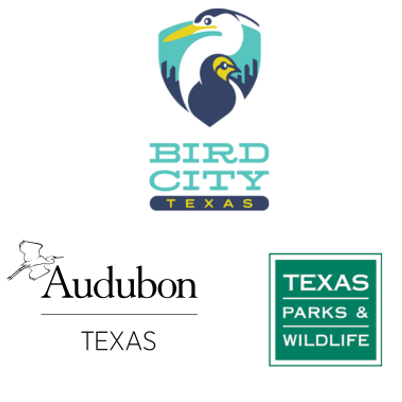 BIRD
CITY
TEXAS
Audubon
TEXAS
TEXAS
PARKS &
WILDLIFE